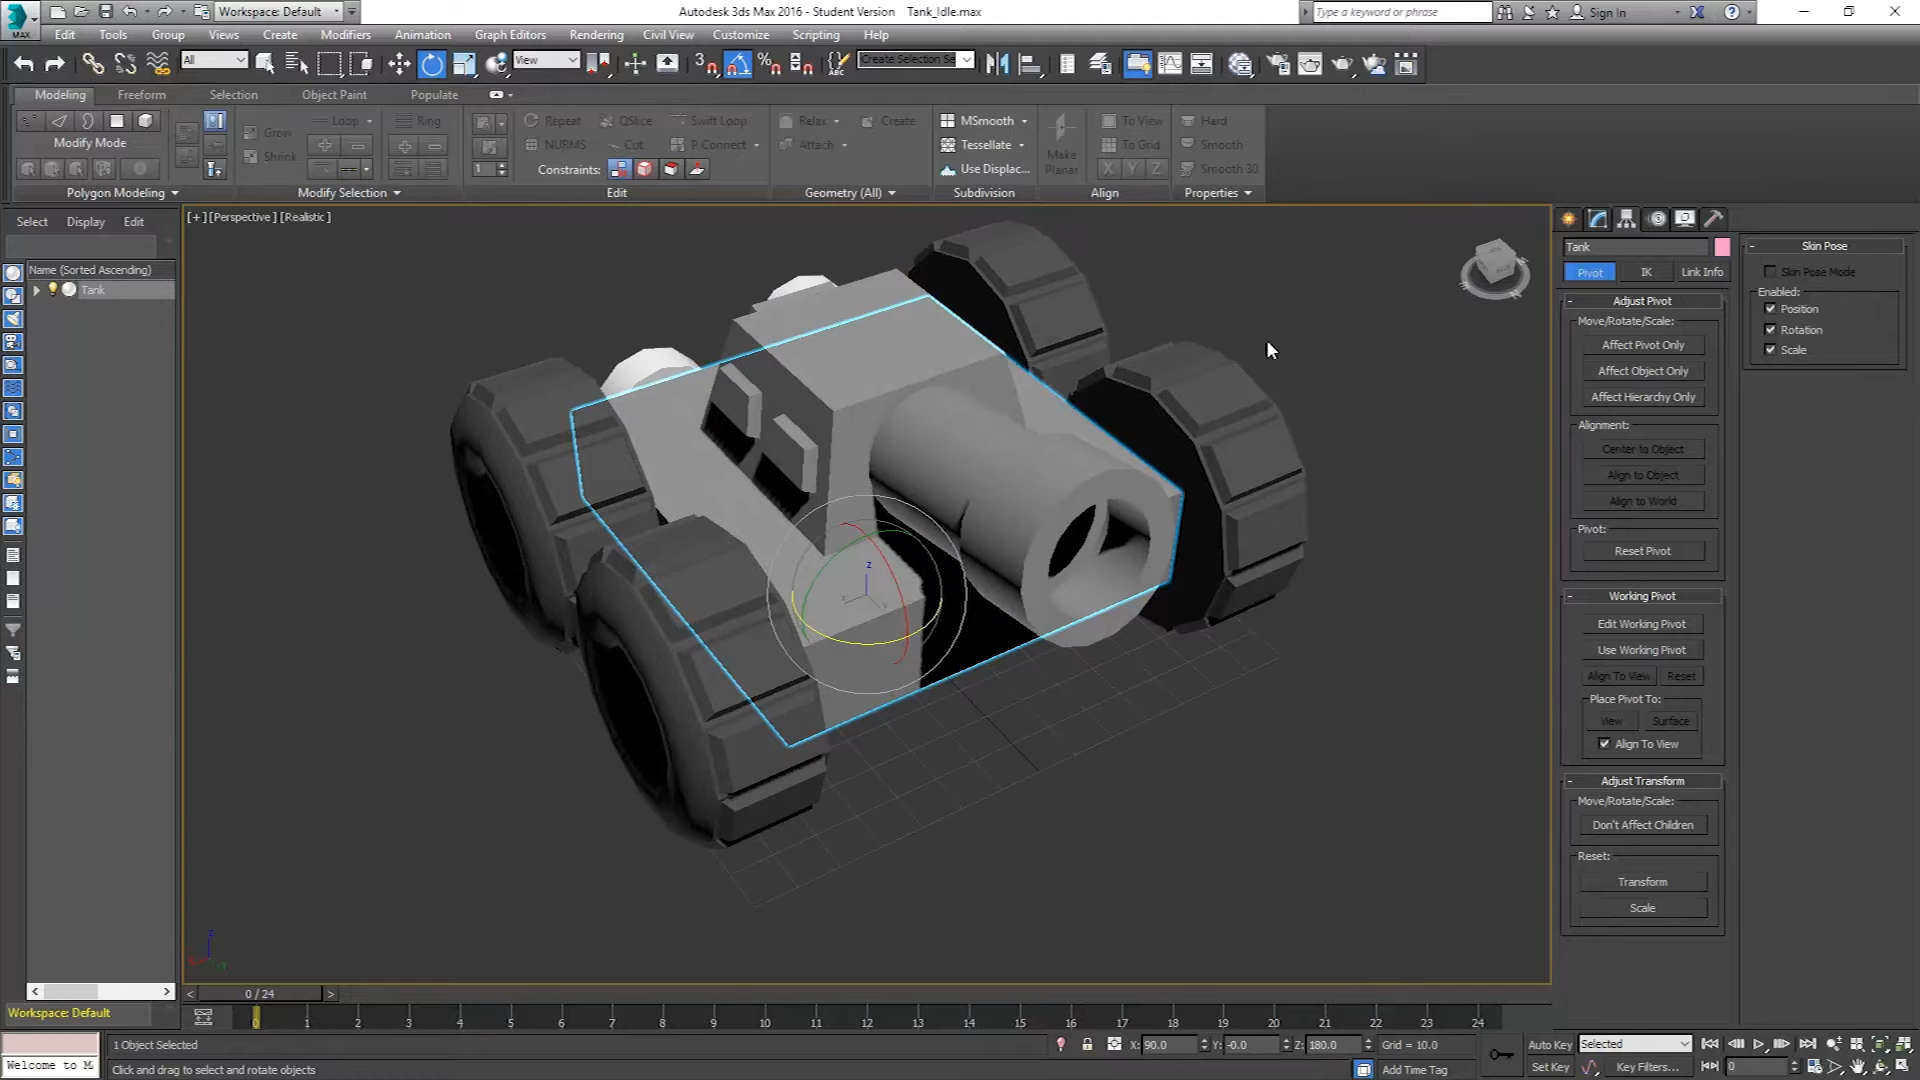 Workspace: Default
Autodesk 3ds Max 2016 - Student Version Tank_Idle.max
Type a keyword or phrase
Sign In
MAX
Edit Tools Group Views Create Modifiers Animation Graph Editors Rendering Civil View Customize Scripting Help
All
View
3
ABC
Create Selection Se
Modeling Freeform Selection Object Paint Populate
Loop Ring Repeat QSlice Swift Loop Relax Create MSmooth To View Hard
Modify Mode Grow NURMS Cut P Connect Attach Tessellate Make Planar To Grid Smooth
Shrink 1 Constraints: Use Displac... X Y Z Smooth 30
Polygon Modeling Modify Selection Edit Geometry (All) Subdivision Align Properties
Select Display Edit
Name (Sorted Ascending)
Tank
[+] [Perspective] [Realistic]
z
x
y
z
Tank
Pivot IK Link Info
- Adjust Pivot
Move/Rotate/Scale:
Affect Pivot Only
Affect Object Only
Affect Hierarchy Only
Alignment:
Center to Object
Align to Object
Align to World
Pivot:
Reset Pivot
- Working Pivot
Edit Working Pivot
Use Working Pivot
Align To View Reset
Place Pivot To:
View Surface
Align To View
- Adjust Transform
Move/Rotate/Scale:
Don't Affect Children
Reset:
Transform
Scale
- Skin Pose
Skin Pose Mode
Enabled:
Position
Rotation
Scale
< >
< 0 / 24 >
Workspace: Default
0 1 2 3 4 5 6 7 8 9 10 11 12 13 14 15 16 17 18 19 20 21 22 23 24
1 Object Selected
X: 90.0 Y: -0.0 Z: 180.0 Grid = 10.0
Auto Key Selected
Welcome to M
Click and drag to select and rotate objects
Add Time Tag
Set Key Key Filters... 0